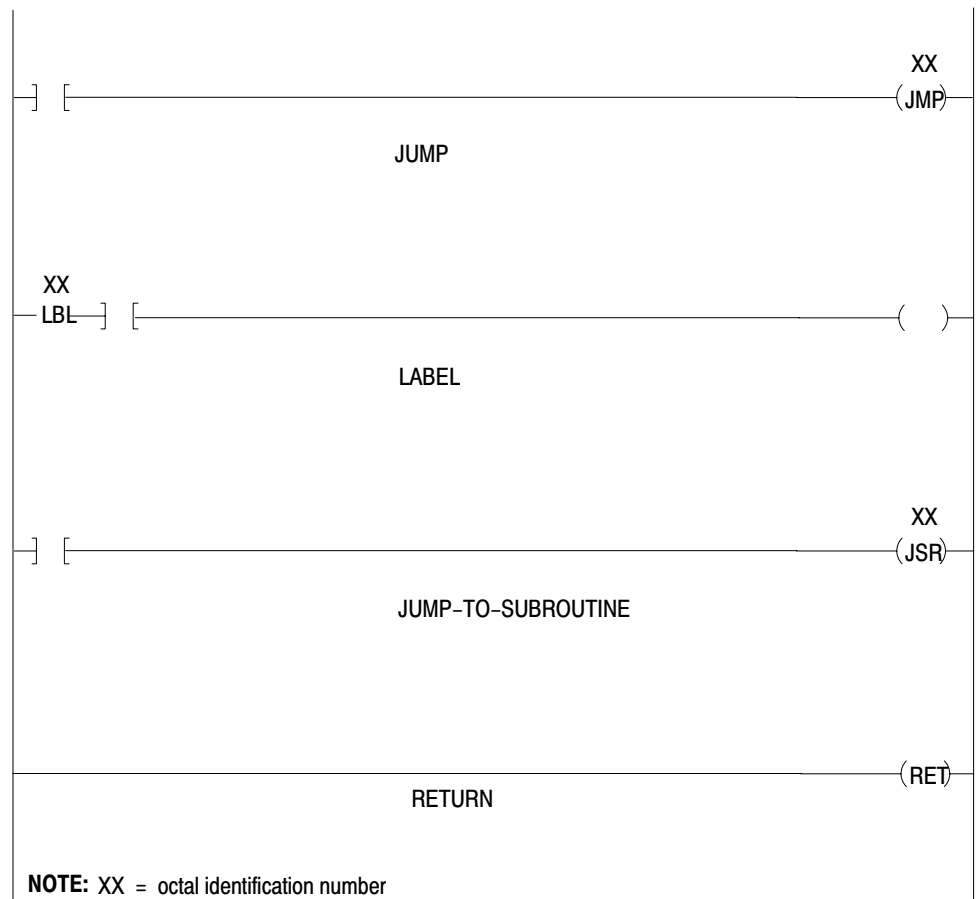 XX
(JMP)
JUMP
XX
LBL
LABEL
XX
(JSR)
JUMP-TO-SUBROUTINE
(RET)
RETURN
NOTE: XX = octal identification number